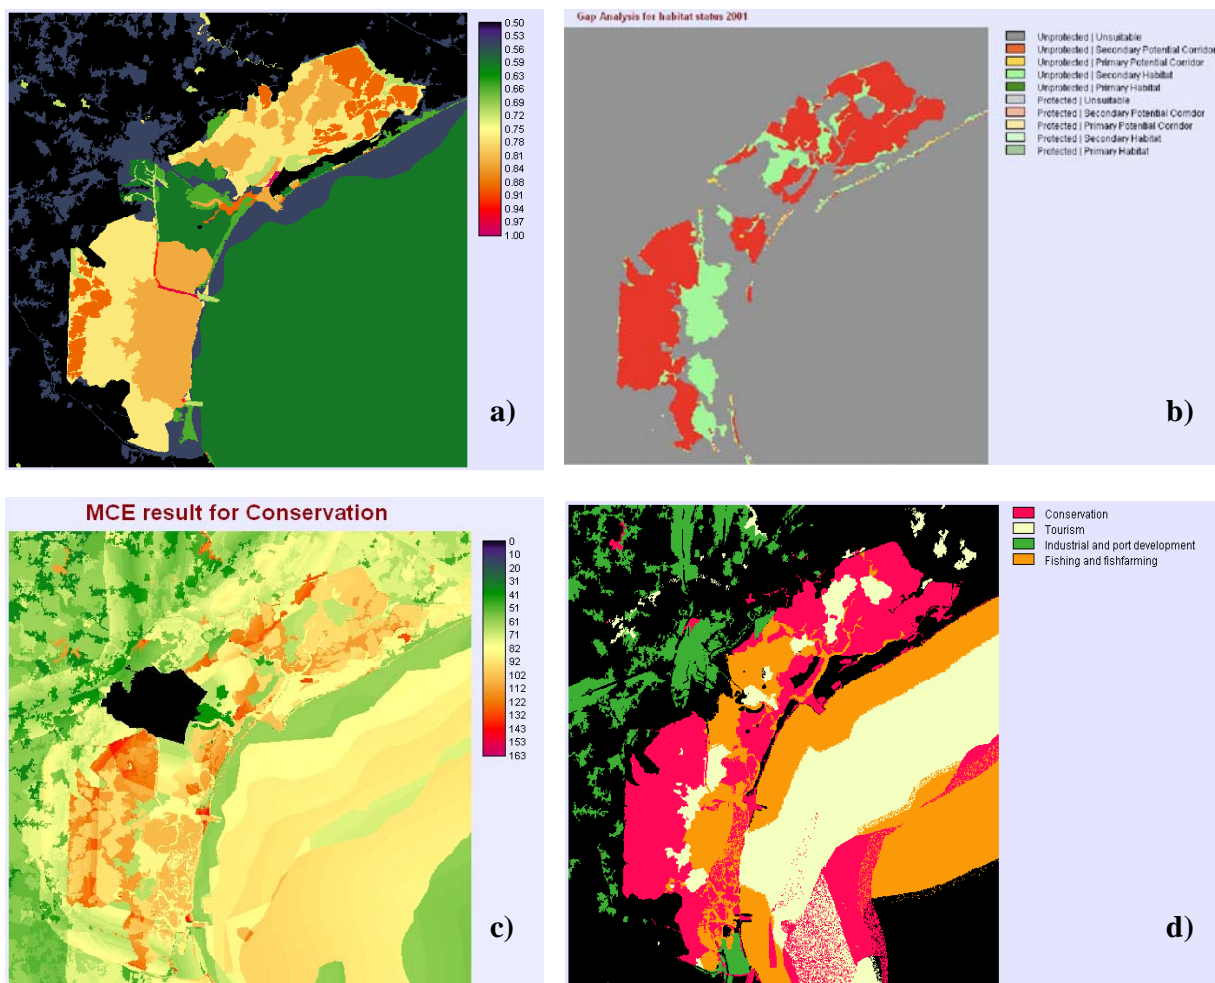 0.50
0.53
0.56
0.59
0.63
0.66
0.69
0.72
0.75
0.78
0.81
0.84
0.88
0.91
0.94
0.97
1.00
a)
Gap Analysis for habitat status 2001
Unprotected | Unsuitable
Unprotected | Secondary Potential Corridor
Unprotected | Primary Potential Corridor
Unprotected | Secondary Habitat
Unprotected | Primary Habitat
Protected | Unsuitable
Protected | Secondary Potential Corridor
Protected | Primary Potential Corridor
Protected | Secondary Habitat
Protected | Primary Habitat
b)
MCE result for Conservation
0
10
20
31
41
51
61
71
82
92
102
112
122
132
143
153
163
c)
Conservation
Tourism
Industrial and port development
Fishing and fishfarming
d)